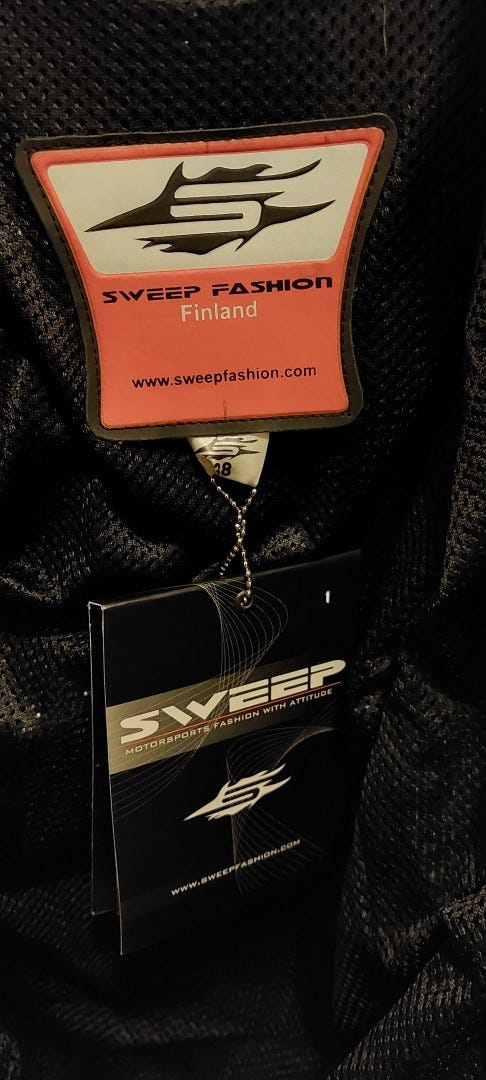 SWEEP FASHION
Finland
www.sweepfashion.com
38
1
SWEEP
MOTORSPORTS FASHION WITH ATTITUDE
WWW.SWEEPFASHION.COM